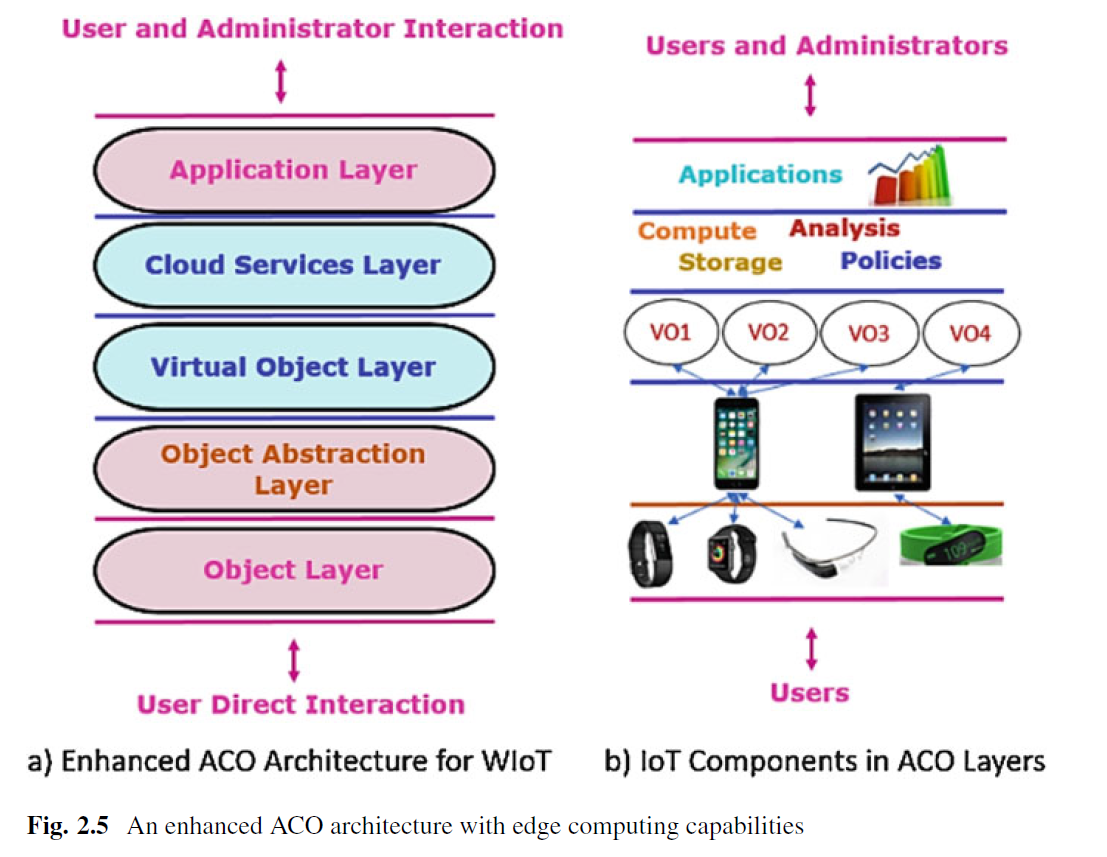 User and Administrator Interaction
Application Layer
Cloud Services Layer
Virtual Object Layer
Object Abstraction
Layer
Object Layer
User Direct Interaction
a) Enhanced ACO Architecture for WIoT
Users and Administrators
Applications
Compute Analysis
Storage Policies
VO1 VO2 VO3 VO4
109
Users
b) IoT Components in ACO Layers
Fig. 2.5 An enhanced ACO architecture with edge computing capabilities